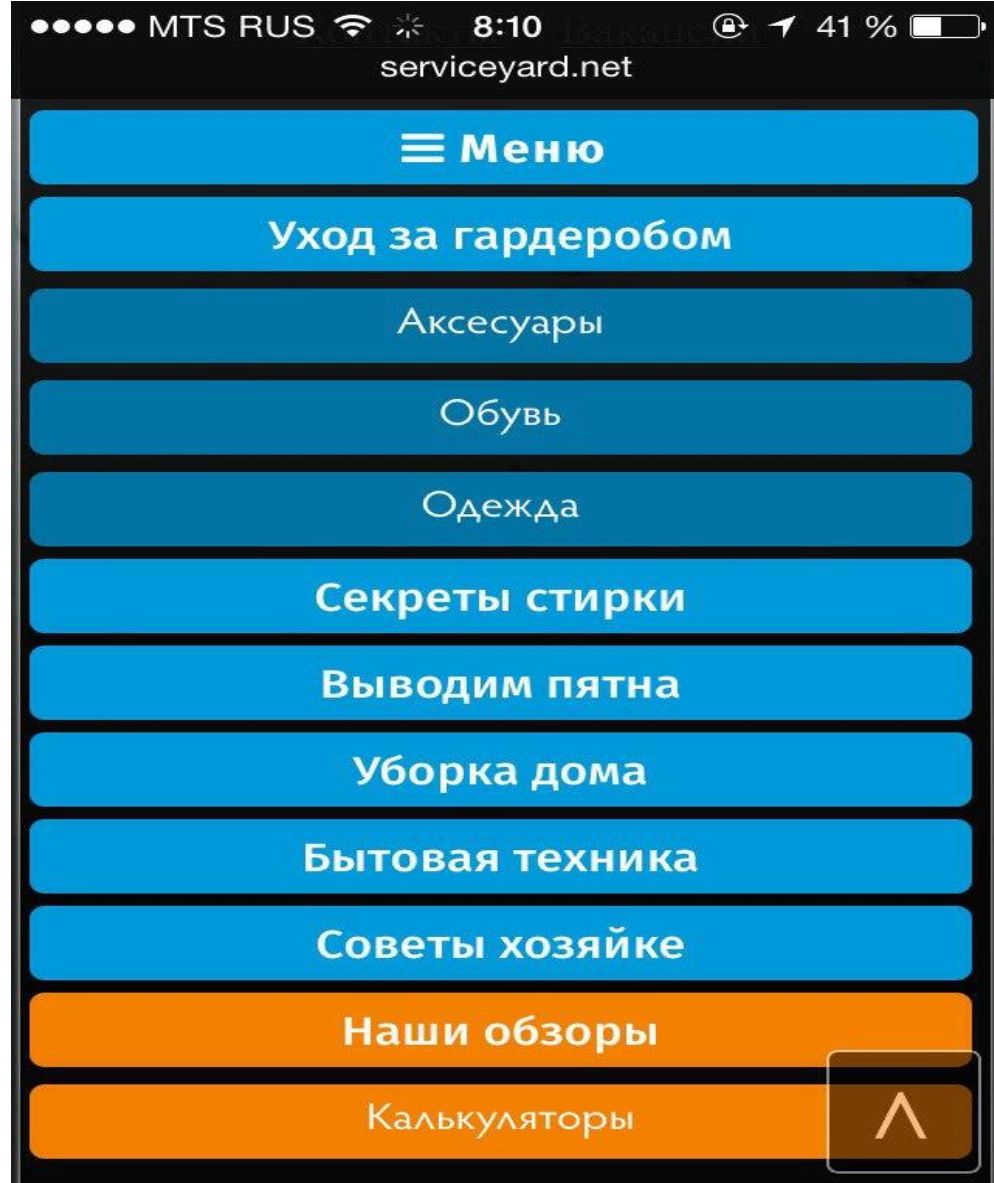 MTS RUS 8:10 41 %
serviceyard.net
Меню
Уход за гардеробом
Аксесуары
Обувь
Одежда
Секреты стирки
Выводим пятна
Уборка дома
Бытовая техника
Советы хозяйке
Наши обзоры
Калькуляторы